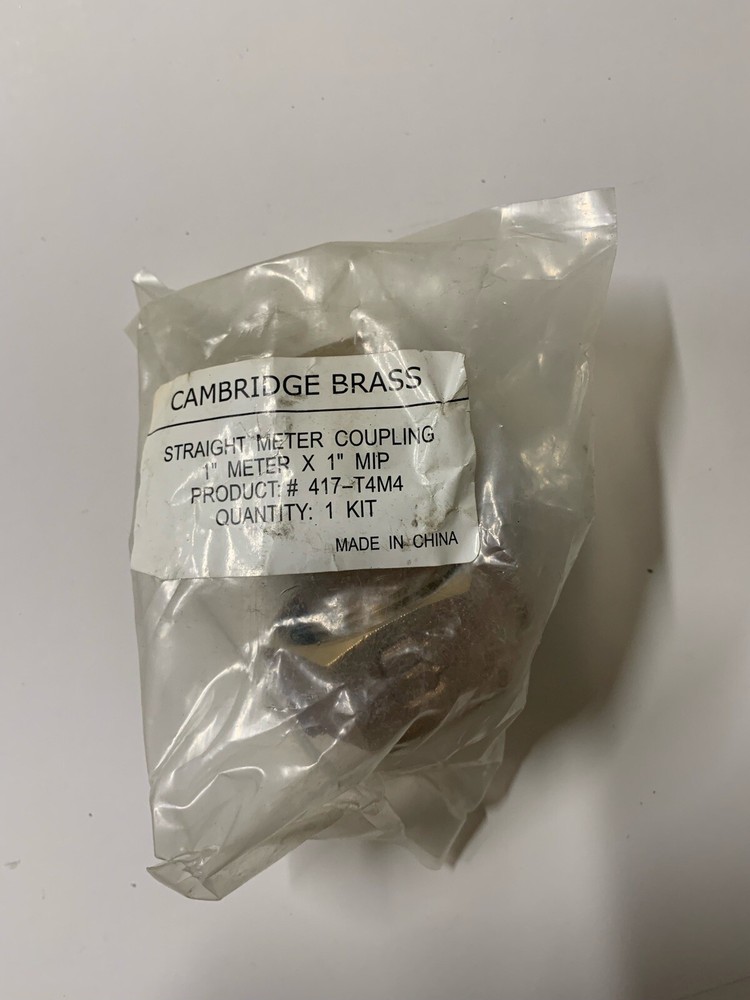 CAMBRIDGE BRASS
STRAIGHT METER COUPLING
1" METER X 1" MIP
PRODUCT: # 417-T4M4
QUANTITY: 1 KIT
MADE IN CHINA